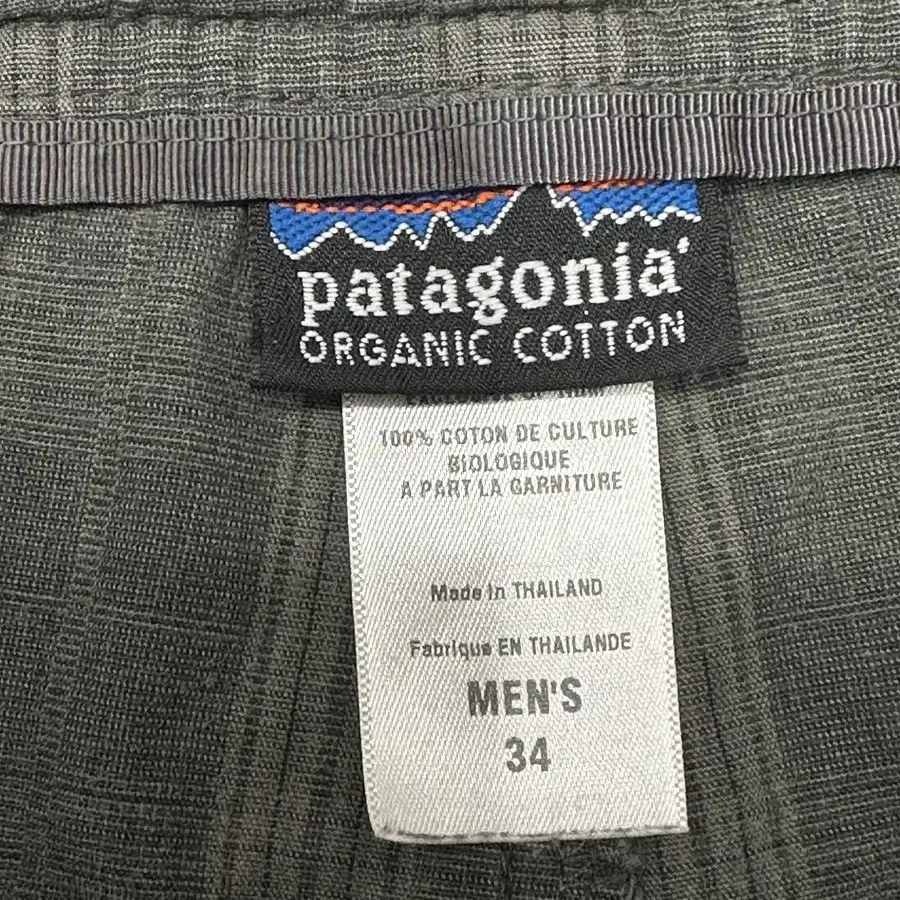 patagonia
ORGANIC COTTON
100% COTON DE CULTURE
BIOLOGIQUE
A PART LA GARNITURE
Made In THAILAND
Fabrique EN THAILANDE
MEN'S
34